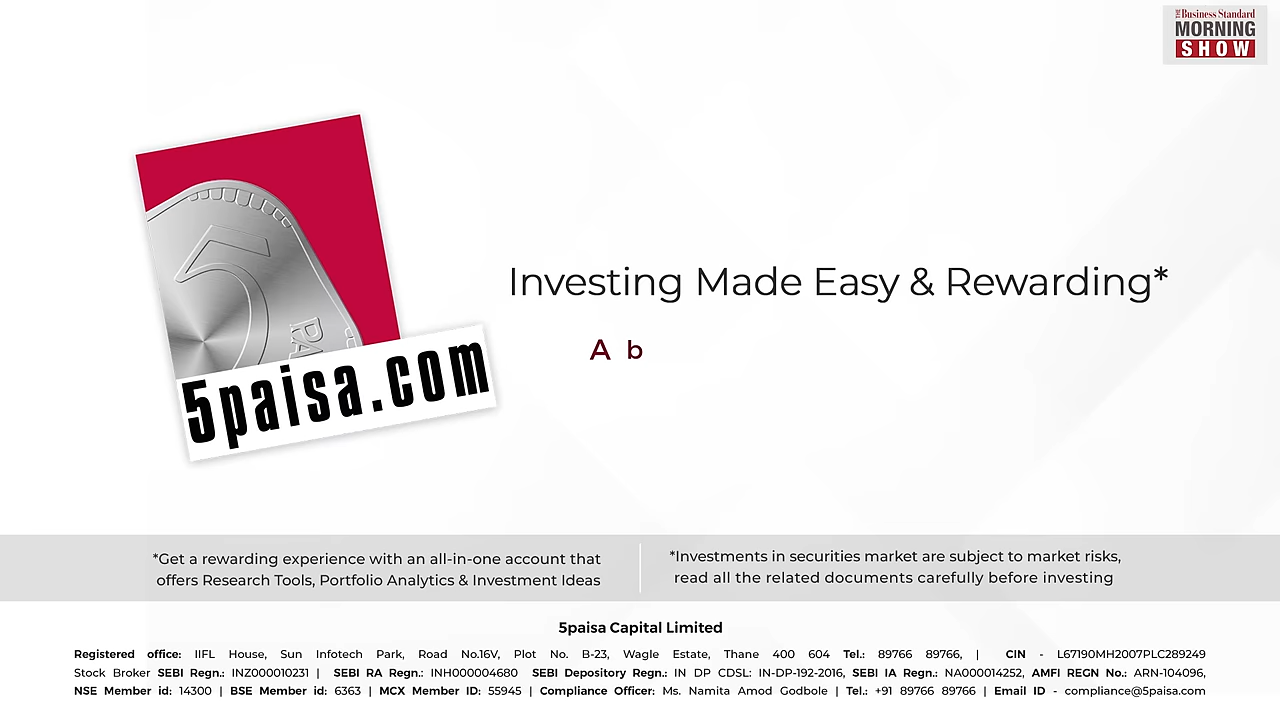 THE Business Standard
MORNING
SHOW
5
PA
5paisa.com
Investing Made Easy & Rewarding*
A b
*Get a rewarding experience with an all-in-one account that
offers Research Tools, Portfolio Analytics & Investment Ideas
*Investments in securities market are subject to market risks,
read all the related documents carefully before investing
5paisa Capital Limited
Registered office: IIFL House, Sun Infotech Park, Road No.16V, Plot No. B-23, Wagle Estate, Thane 400 604 Tel.: 89766 89766, | CIN - L67190MH2007PLC289249
Stock Broker SEBI Regn.: INZ000010231 | SEBI RA Regn.: INH000004680 SEBI Depository Regn.: IN DP CDSL: IN-DP-192-2016, SEBI IA Regn.: NA000014252, AMFI REGN No.: ARN-104096,
NSE Member id: 14300 | BSE Member id: 6363 | MCX Member ID: 55945 | Compliance Officer: Ms. Namita Amod Godbole | Tel.: +91 89766 89766 | Email ID - compliance@5paisa.com